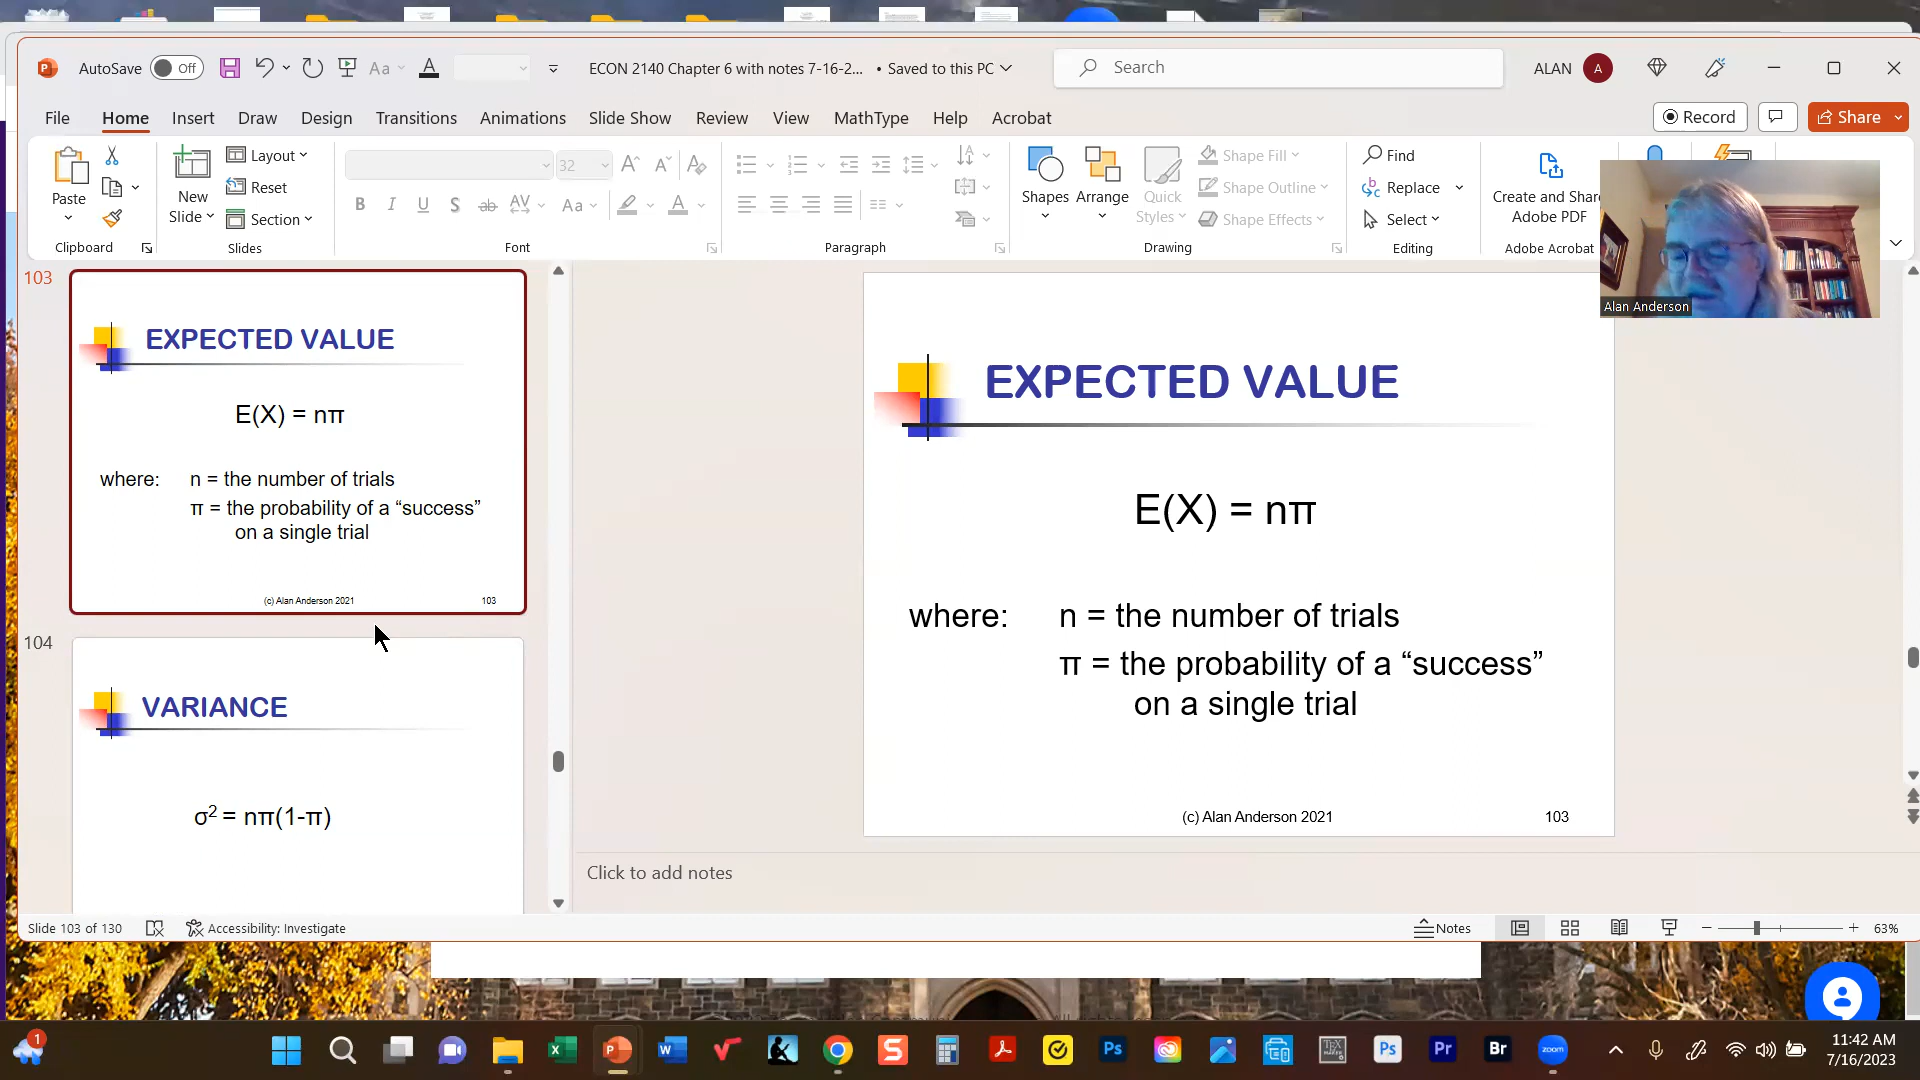 AutoSave Off
ECON 2140 Chapter 6 with notes 7-16-2... • Saved to this PC
Search
ALAN A
File Home Insert Draw Design Transitions Animations Slide Show Review View MathType Help Acrobat
Record
Share
Paste
Clipboard
New
Slide
Layout
Reset
Section
Slides
32
Font
Paragraph
Shapes
Arrange
Quick
Styles
Shape Fill
Shape Outline
Shape Effects
Drawing
Find
Replace
Select
Editing
Create and Share
Adobe PDF
Adobe Acrobat
Alan Anderson
103
EXPECTED VALUE
E(X) = nπ
where: n = the number of trials
π = the probability of a “success”
on a single trial
(c) Alan Anderson 2021 103
104
VARIANCE
σ² = nπ(1-π)
EXPECTED VALUE
E(X) = nπ
where: n = the number of trials
π = the probability of a “success”
on a single trial
(c) Alan Anderson 2021 103
Click to add notes
Slide 103 of 130 Accessibility: Investigate Notes 63%
1
zoom
11:42 AM
7/16/2023